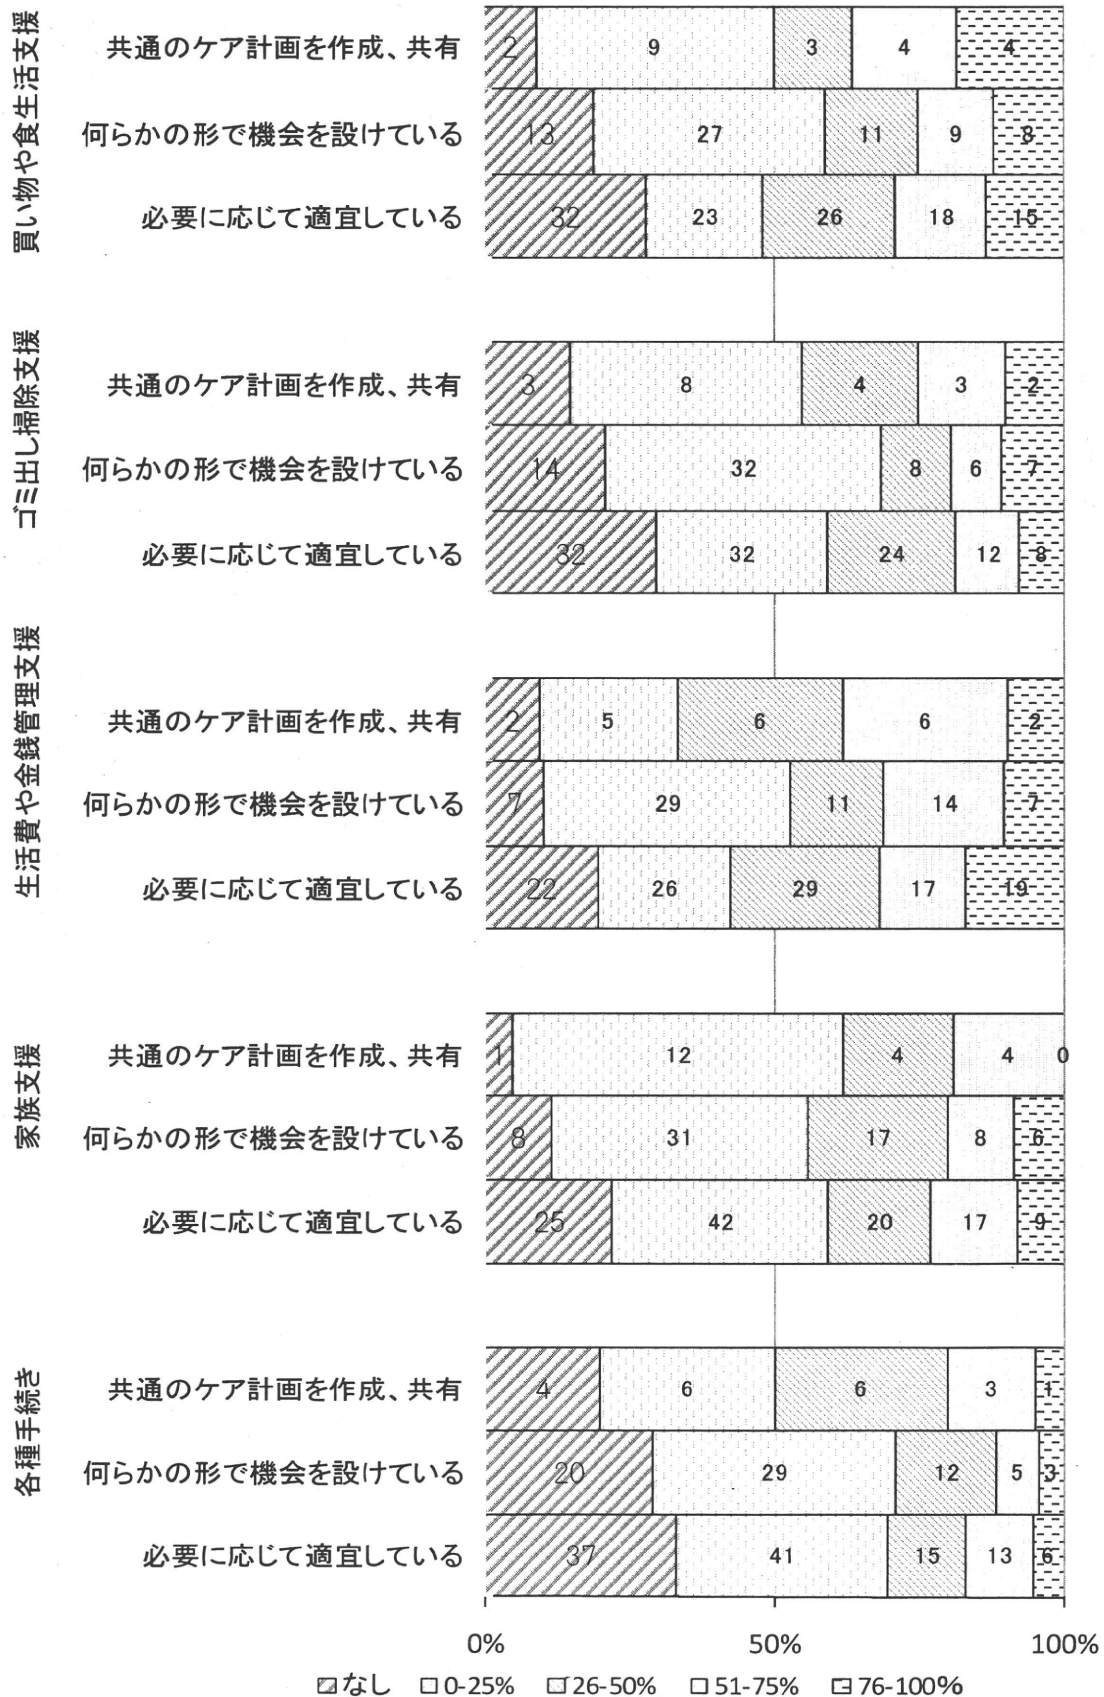 買い物や食生活支援
共通のケア計画を作成、共有 2 9 3 4 4
何らかの形で機会を設けている 13 27 11 9 8
必要に応じて適宜している 32 23 26 18 15
ゴミ出し掃除支援
共通のケア計画を作成、共有 3 8 4 3 2
何らかの形で機会を設けている 14 32 8 6 7
必要に応じて適宜している 32 32 24 12 8
生活費や金銭管理支援
共通のケア計画を作成、共有 2 5 6 6 2
何らかの形で機会を設けている 7 29 11 14 7
必要に応じて適宜している 22 26 29 17 19
家族支援
共通のケア計画を作成、共有 1 12 4 4 0
何らかの形で機会を設けている 8 31 17 8 6
必要に応じて適宜している 25 42 20 17 9
各種手続き
共通のケア計画を作成、共有 4 6 6 3 1
何らかの形で機会を設けている 20 29 12 5 3
必要に応じて適宜している 37 41 15 13 6
0% 50% 100%
なし 0-25% 26-50% 51-75% 76-100%